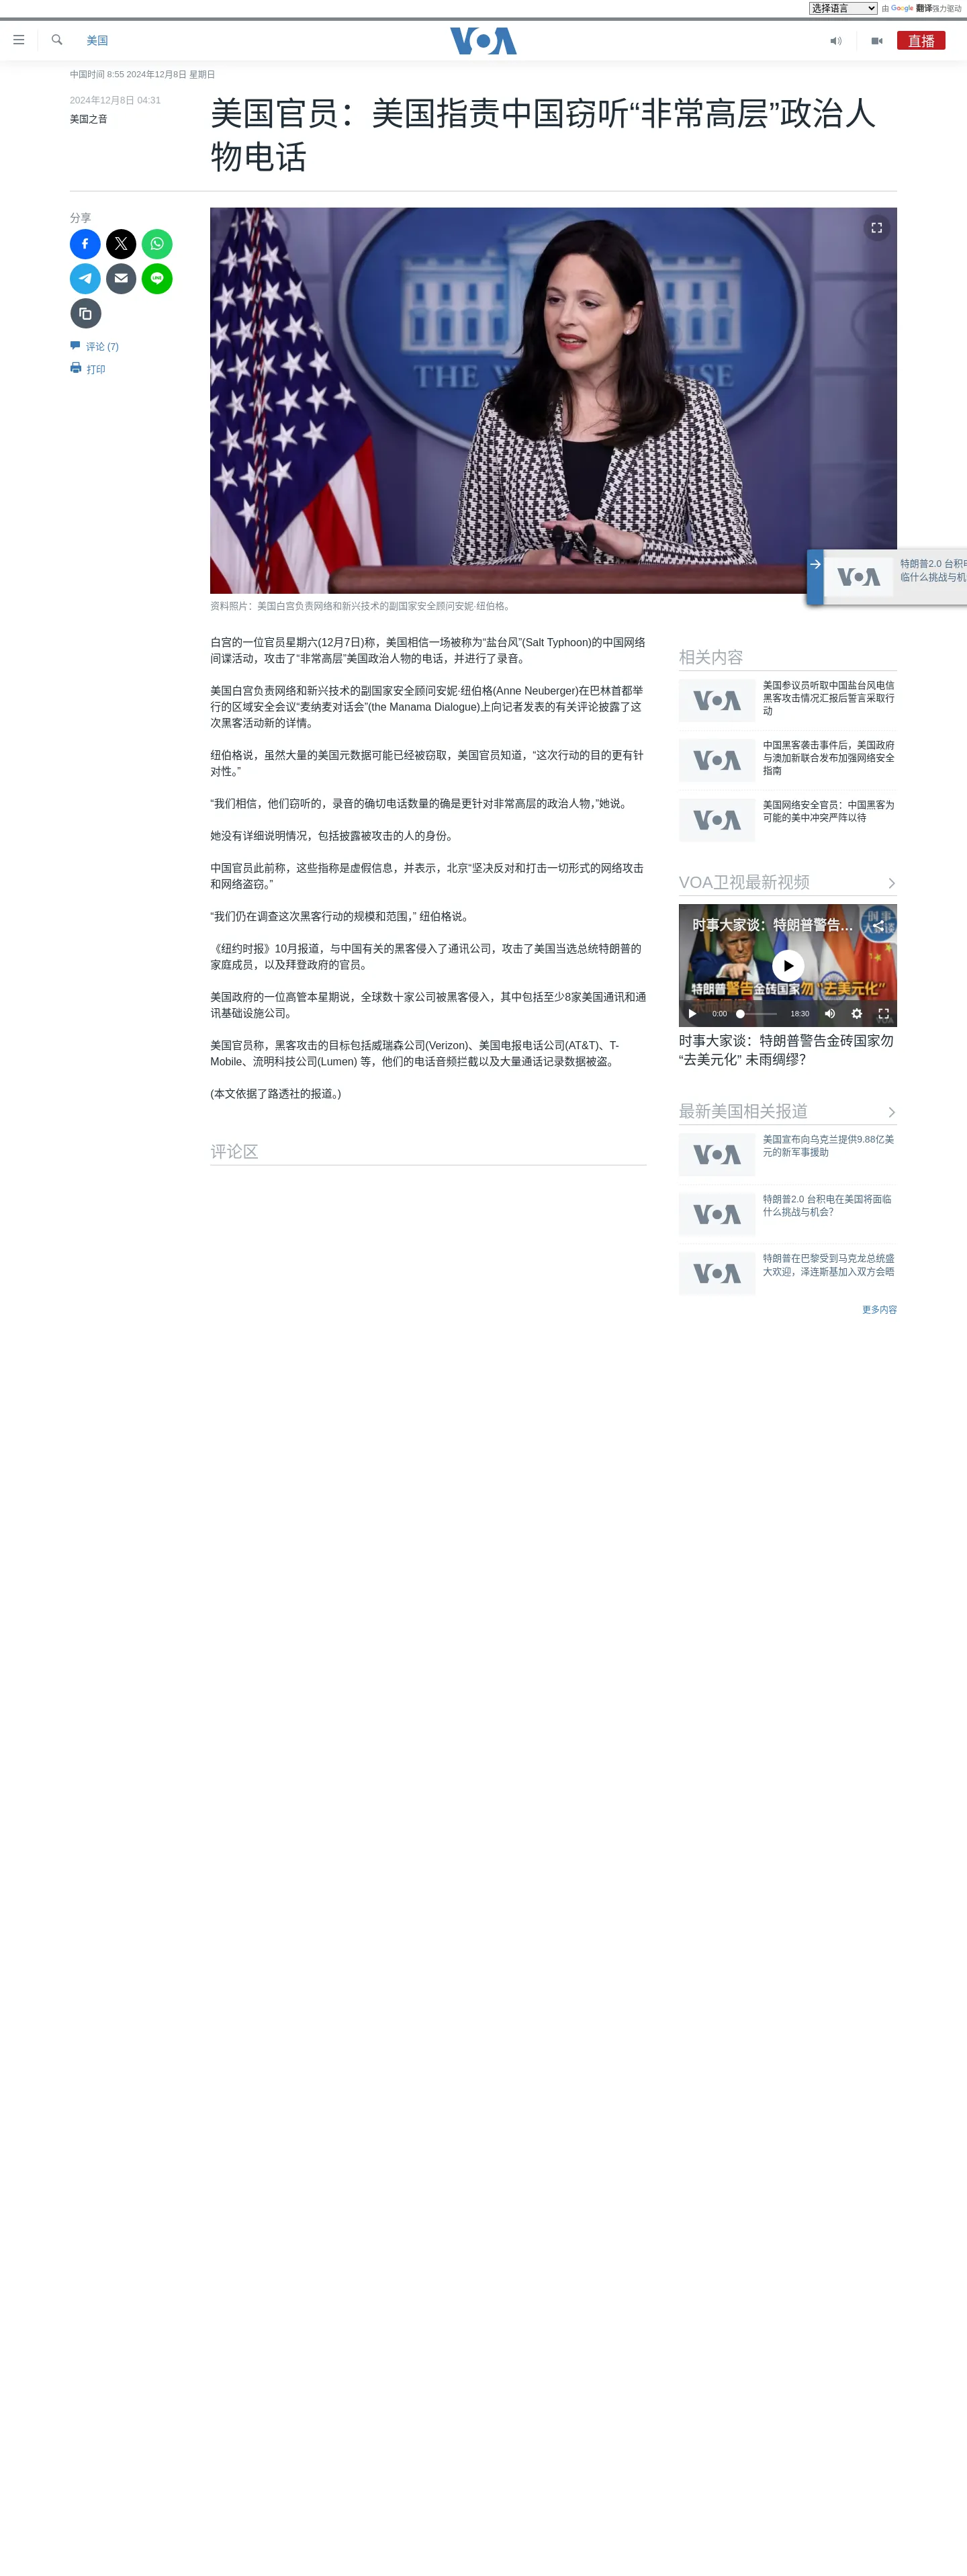 选择语言
由 Google 翻译强力驱动
美国
VOA
直播
中国时间 8:55 2024年12月8日 星期日
2024年12月8日 04:31
美国之音
美国官员：美国指责中国窃听“非常高层”政治人
物电话
分享
评论 (7)
打印
THE WHITE HOUSE
资料照片：美国白宫负责网络和新兴技术的副国家安全顾问安妮·纽伯格。
特朗普2.0 台积电
临什么挑战与机
白宫的一位官员星期六(12月7日)称，美国相信一场被称为“盐台风”(Salt Typhoon)的中国网络
间谍活动，攻击了“非常高层”美国政治人物的电话，并进行了录音。
美国白宫负责网络和新兴技术的副国家安全顾问安妮·纽伯格(Anne Neuberger)在巴林首都举
行的区域安全会议“麦纳麦对话会”(the Manama Dialogue)上向记者发表的有关评论披露了这
次黑客活动新的详情。
纽伯格说，虽然大量的美国元数据可能已经被窃取，美国官员知道，“这次行动的目的更有针
对性。”
“我们相信，他们窃听的，录音的确切电话数量的确是更针对非常高层的政治人物，”她说。
她没有详细说明情况，包括披露被攻击的人的身份。
中国官员此前称，这些指称是虚假信息，并表示，北京“坚决反对和打击一切形式的网络攻击
和网络盗窃。”
“我们仍在调查这次黑客行动的规模和范围，” 纽伯格说。
《纽约时报》10月报道，与中国有关的黑客侵入了通讯公司，攻击了美国当选总统特朗普的
家庭成员，以及拜登政府的官员。
美国政府的一位高管本星期说，全球数十家公司被黑客侵入，其中包括至少8家美国通讯和通
讯基础设施公司。
美国官员称，黑客攻击的目标包括威瑞森公司(Verizon)、美国电报电话公司(AT&T)、T-
Mobile、流明科技公司(Lumen) 等，他们的电话音频拦截以及大量通话记录数据被盗。
(本文依据了路透社的报道。)
评论区
相关内容
VOA
美国参议员听取中国盐台风电信
黑客攻击情况汇报后誓言采取行
动
VOA
中国黑客袭击事件后，美国政府
与澳加新联合发布加强网络安全
指南
VOA
美国网络安全官员：中国黑客为
可能的美中冲突严阵以待
VOA卫视最新视频
时事大家谈：特朗普警告...
时事
大家谈
特朗普警告金砖国家勿“去美元化”
0:00
18:30
时事大家谈：特朗普警告金砖国家勿
“去美元化” 未雨绸缪？
最新美国相关报道
VOA
美国宣布向乌克兰提供9.88亿美
元的新军事援助
VOA
特朗普2.0 台积电在美国将面临
什么挑战与机会？
VOA
特朗普在巴黎受到马克龙总统盛
大欢迎，泽连斯基加入双方会晤
更多内容